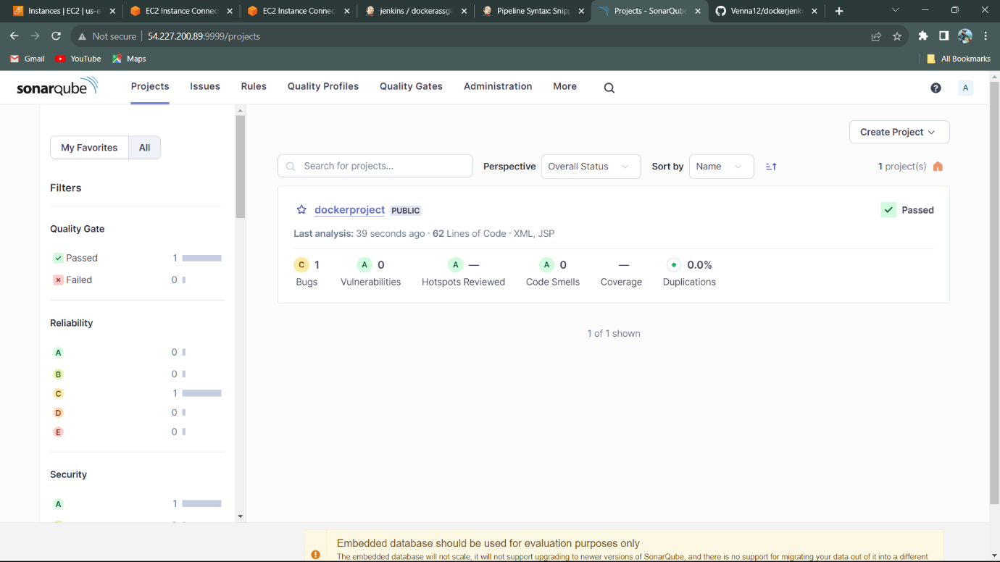 Instances | EC2 | us-e
EC2 Instance Connec
EC2 Instance Connec
jenkins / dockerassgi
Pipeline Syntax: Snipp
Projects - SonarQube
Venna12/dockerjenki
Not secure
54.227.200.89:9999/projects
Gmail
YouTube
Maps
All Bookmarks
sonarqube
Projects
Issues
Rules
Quality Profiles
Quality Gates
Administration
More
?
A
My Favorites
All
Create Project
Search for projects...
Perspective
Overall Status
Sort by
Name
1 project(s)
Filters
Quality Gate
Passed 1
Failed 0
Reliability
A 0
B 0
C 1
D 0
E 0
Security
A 1
dockerproject PUBLIC
Passed
Last analysis: 39 seconds ago · 62 Lines of Code · XML, JSP
C 1
Bugs
A 0
Vulnerabilities
A —
Hotspots Reviewed
A 0
Code Smells
—
Coverage
0.0%
Duplications
1 of 1 shown
Embedded database should be used for evaluation purposes only
The embedded database will not scale, it will not support upgrading to newer versions of SonarQube, and there is no support for migrating your data out of it into a different